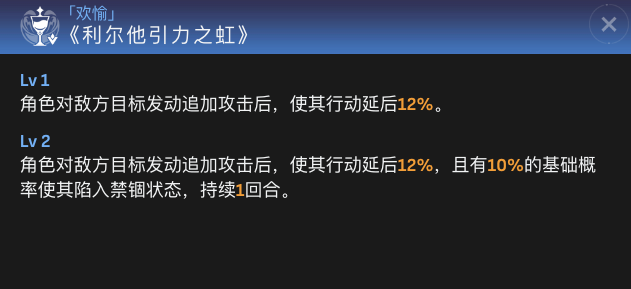 「欢愉」
《利尔他引力之虹》
Lv 1
角色对敌方目标发动追加攻击后，使其行动延后12%。
Lv 2
角色对敌方目标发动追加攻击后，使其行动延后12%，且有10%的基础概
率使其陷入禁锢状态，持续1回合。